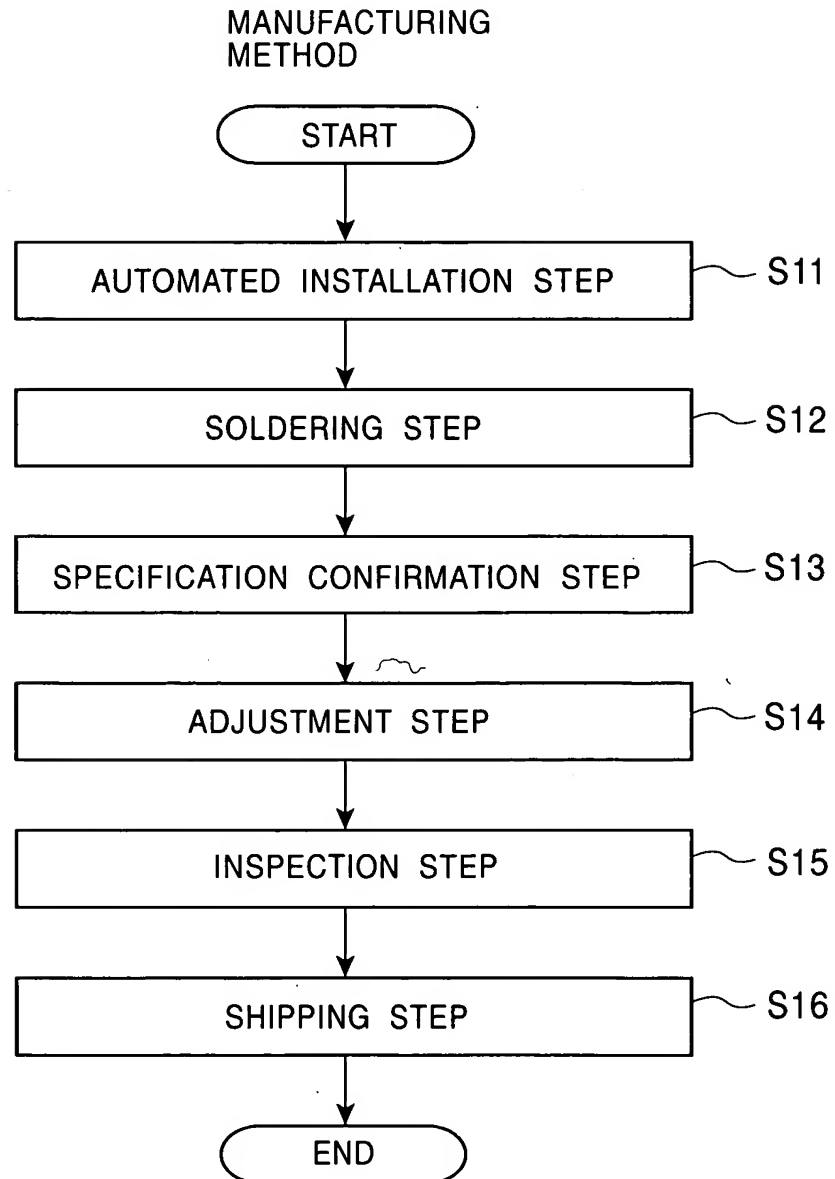 MANUFACTURING
METHOD
START
AUTOMATED INSTALLATION STEP
S11
SOLDERING STEP
S12
SPECIFICATION CONFIRMATION STEP
S13
ADJUSTMENT STEP
S14
INSPECTION STEP
S15
SHIPPING STEP
S16
END